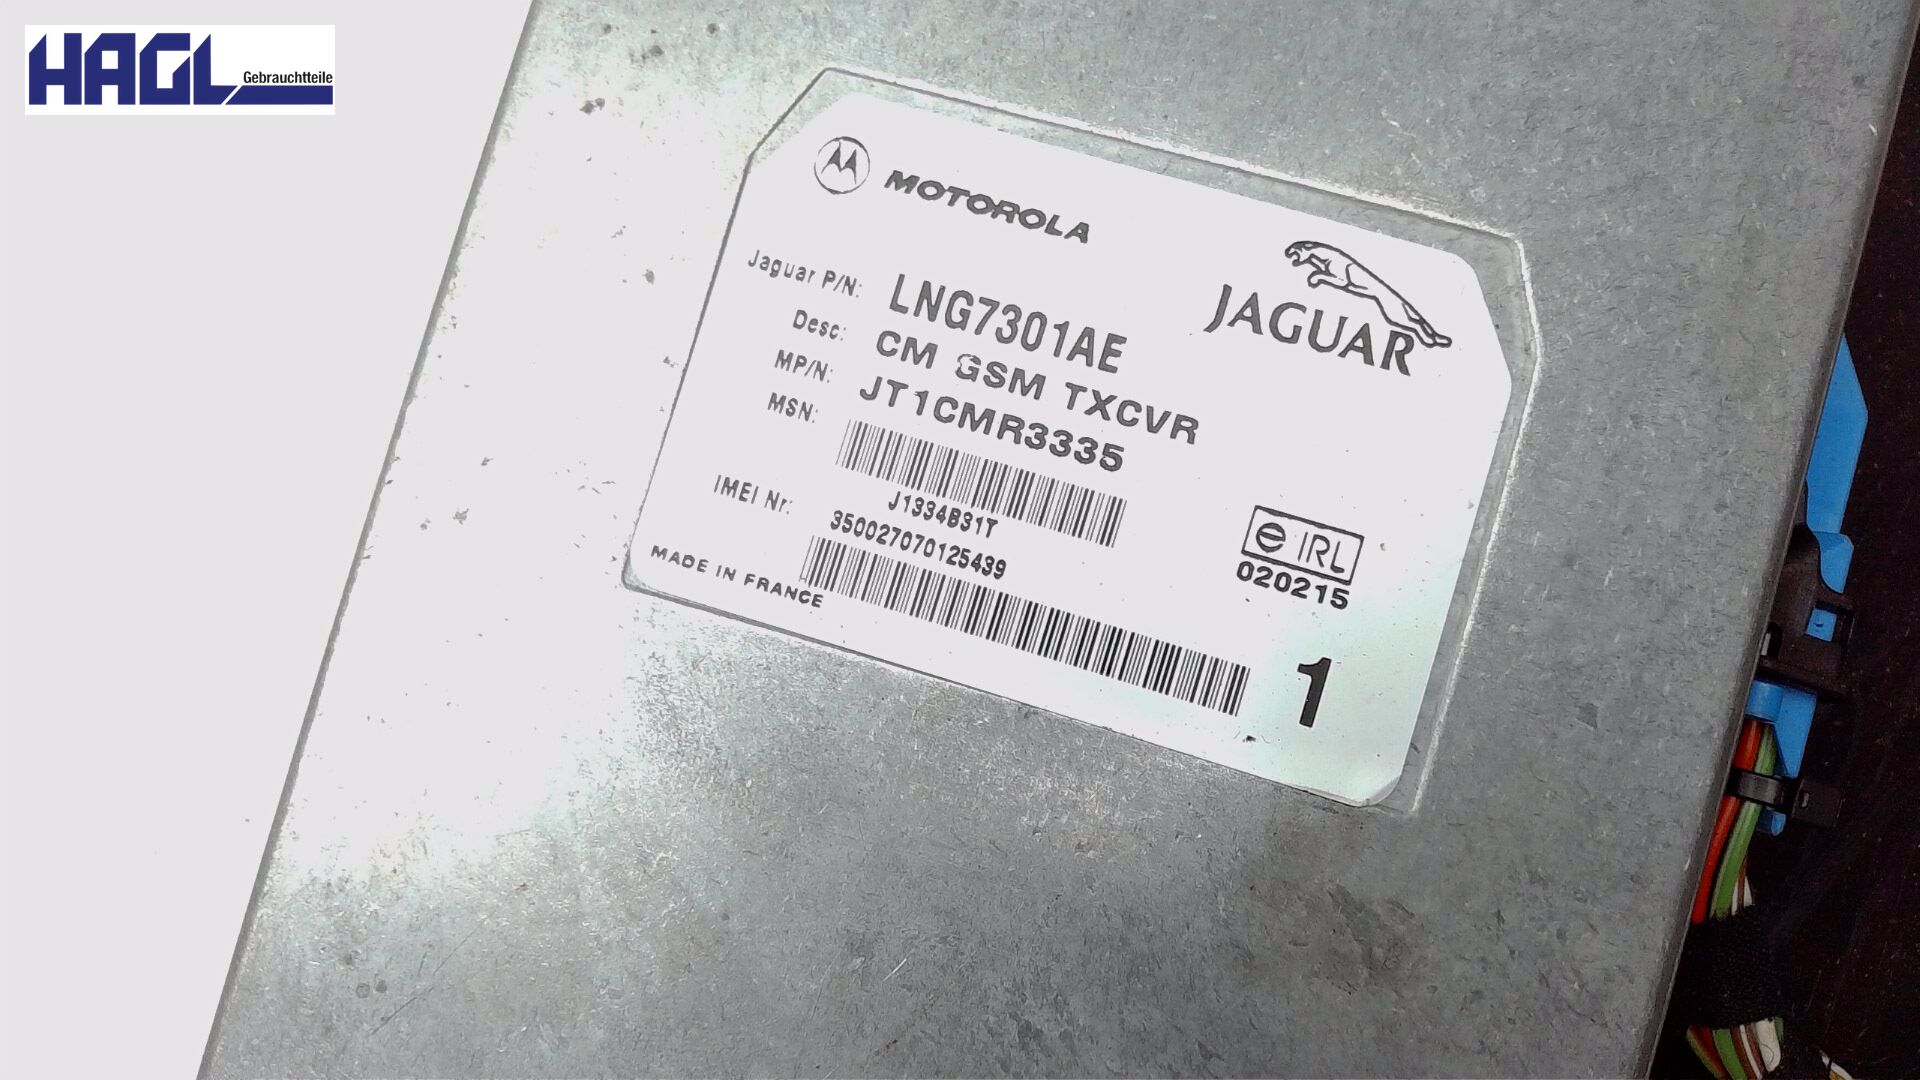 HAGL Gebrauchtteile
MOTOROLA
JAGUAR
Jaguar P/N: LNG7301AE
Desc: CM GSM TXCVR
MP/N: JT1CMR3335
MSN:
J1334B31T
IMEI Nr: 350027070125439
MADE IN FRANCE
e IRL
020215
1